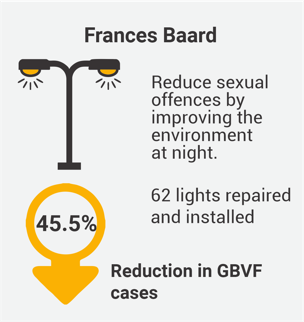 Frances Baard
Reduce sexual
offences by
improving the
environment
at night.
62 lights repaired
and installed
45.5%
Reduction in GBVF
cases